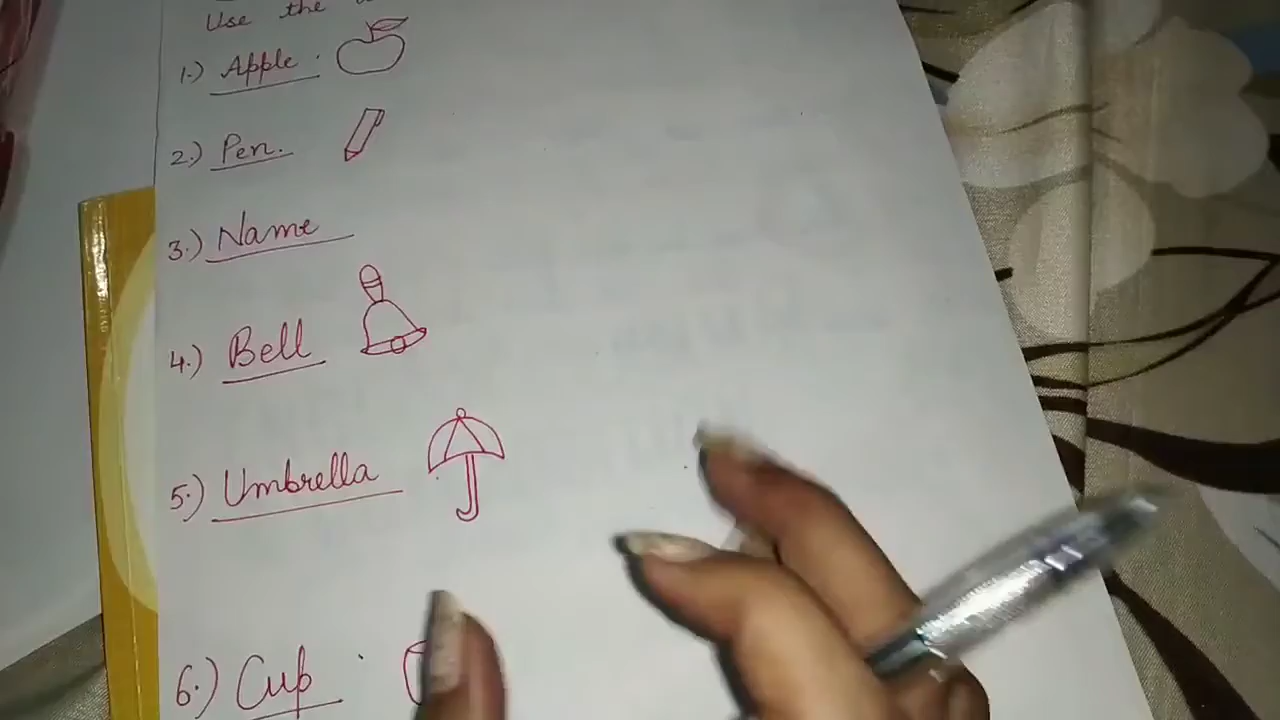 Use the
1.) Apple.
2.) Pen.
3.) Name
4.) Bell
5.) Umbrella
6.) Cup